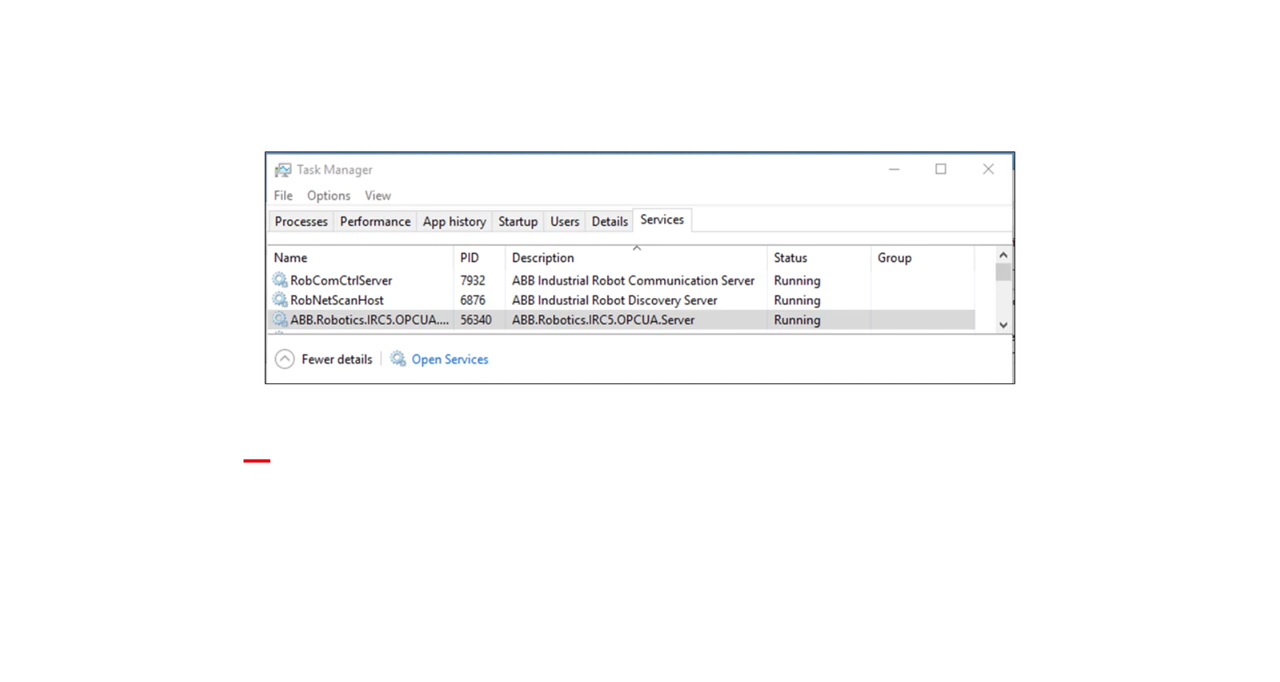 Task Manager
File Options View
Processes Performance App history Startup Users Details Services
Name PID Description Status Group
RobComCtrlServer 7932 ABB Industrial Robot Communication Server Running
RobNetScanHost 6876 ABB Industrial Robot Discovery Server Running
ABB.Robotics.IRC5.OPCUA.... 56340 ABB.Robotics.IRC5.OPCUA.Server Running
Fewer details Open Services